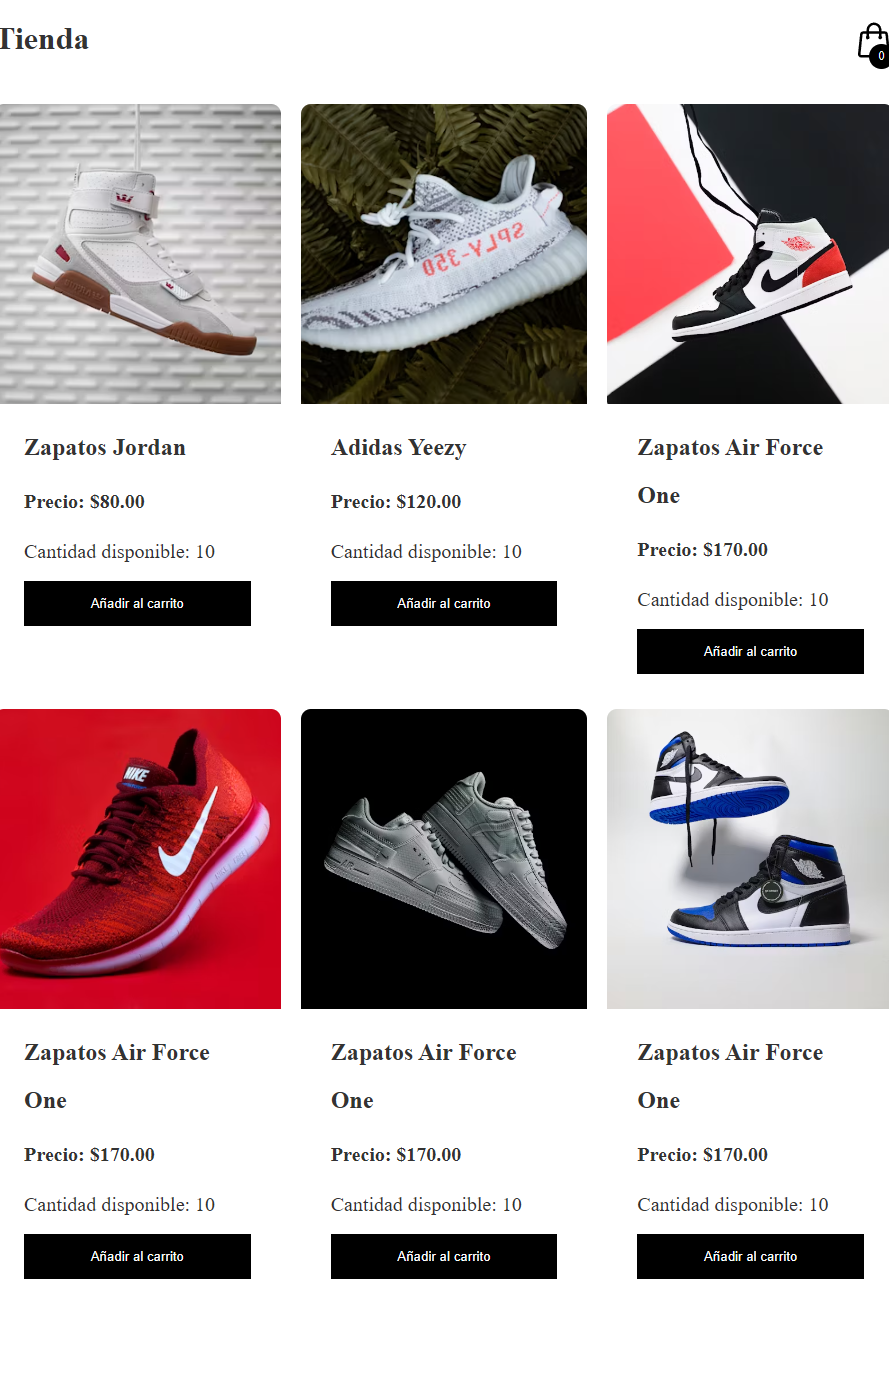 Tienda
0
SPLY-350
Zapatos Jordan
Precio: $80.00
Cantidad disponible: 10
Añadir al carrito
Adidas Yeezy
Precio: $120.00
Cantidad disponible: 10
Añadir al carrito
Zapatos Air Force
One
Precio: $170.00
Cantidad disponible: 10
Añadir al carrito
NIKE
Zapatos Air Force
One
Precio: $170.00
Cantidad disponible: 10
Añadir al carrito
AIR
Zapatos Air Force
One
Precio: $170.00
Cantidad disponible: 10
Añadir al carrito
Zapatos Air Force
One
Precio: $170.00
Cantidad disponible: 10
Añadir al carrito